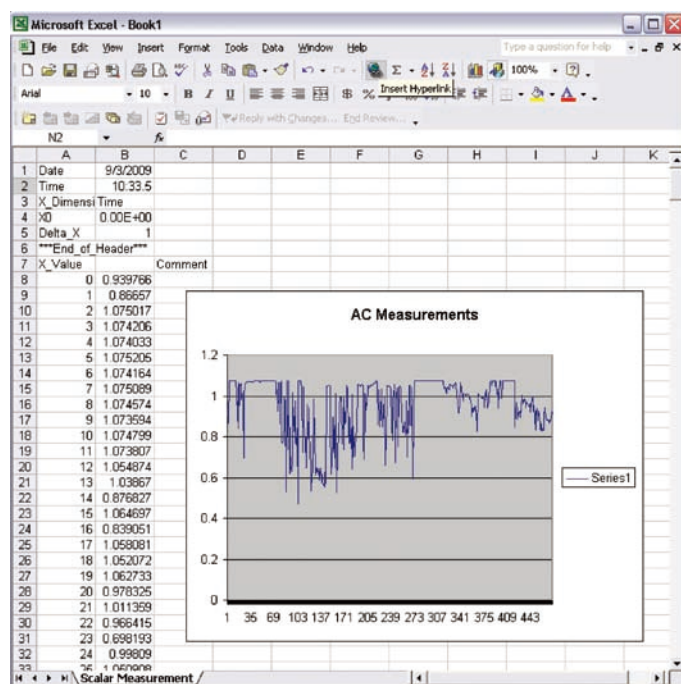 Microsoft Excel - Book1
File Edit View Insert Format Tools Data Window Help Type a question for help
Σ 100%
Arial 10 B I U $ % Insert Hyperlink A
Reply with Changes... End Review...
N2 fx
A B C D E F G H I J K
1 Date 9/3/2009
2 Time 10:33.5
3 X_Dimensi Time
4 X0 0.00E+00
5 Delta_X 1
6 ***End_of_Header***
7 X_Value Comment
8 0 0.939766
9 1 0.86657
10 2 1.075017
11 3 1.074206
12 4 1.074033
13 5 1.075205
14 6 1.074164
15 7 1.075089
16 8 1.074574
17 9 1.073594
18 10 1.074799
19 11 1.073807
20 12 1.054874
21 13 1.03867
22 14 0.876827
23 15 1.064697
24 16 0.839051
25 17 1.058081
26 18 1.052072
27 19 1.062733
28 20 0.978325
29 21 1.011359
30 22 0.966415
31 23 0.698193
32 24 0.99809
33
AC Measurements
1.2
1
0.8
0.6
0.4
0.2
0
1 35 69 103 137 171 205 239 273 307 341 375 409 443
Series1
Scalar Measurement